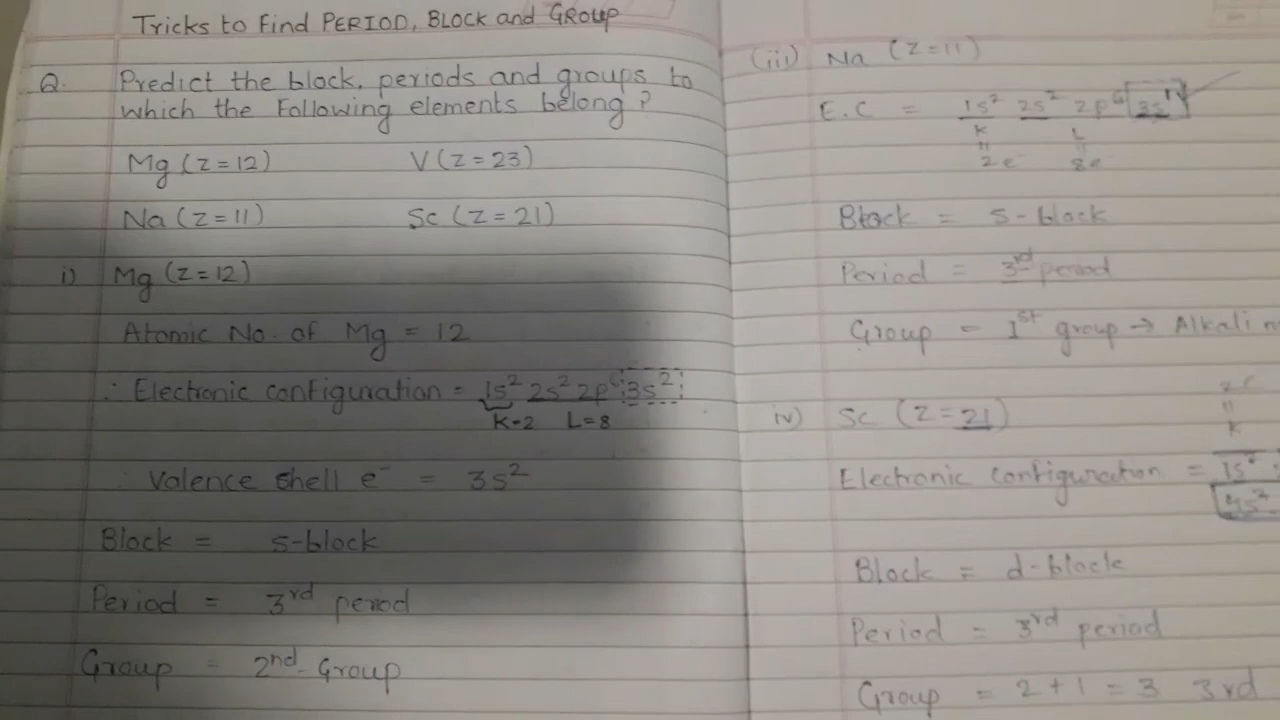 Tricks to Find PERIOD, BLOCK and GROUP
Q. Predict the block, periods and groups to
which the Following elements belong?
Mg (Z=12) V (Z=23)
Na (Z=11) Sc (Z=21)
i) Mg (Z=12)
Atomic No. of Mg = 12
∴ Electronic configuration = 1s² 2s² 2p⁶ 3s²
K=2 L=8
∴ Valence shell e⁻ = 3s²
Block = s-block
Period = 3rd period
Group = 2nd Group
(iii) Na (Z=11)
E.C = 1s² 2s² 2p⁶ 3s¹
K L
= =
2e⁻ 8e⁻
Block = s-block
Period = 3rd period
Group = 1st group → Alkali m
2e
=
K
iv) Sc (Z=21)
Electronic configuration = 1s²
4s²
Block = d-block
Period = 3rd period
Group = 2+1 = 3 3rd